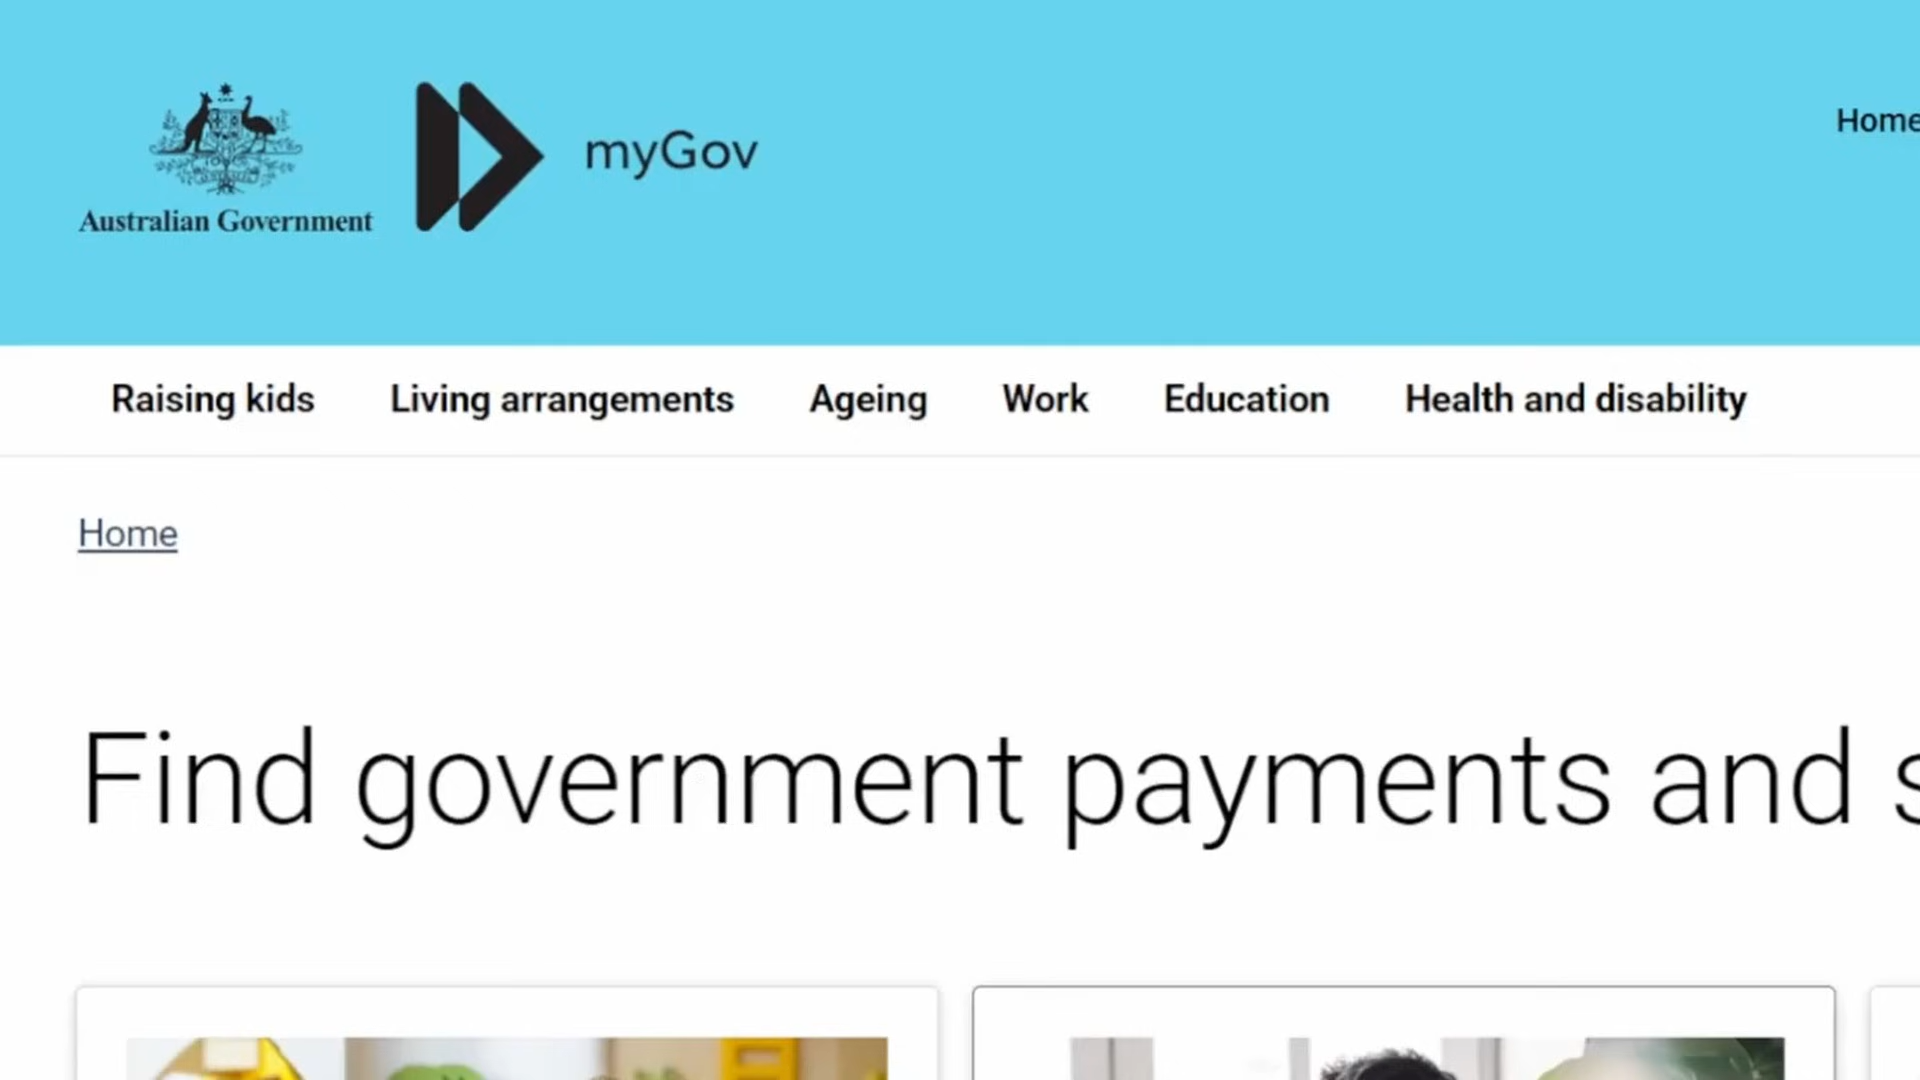 Australian Government
myGov
Home
Raising kids Living arrangements Ageing Work Education Health and disability
Home
Find government payments and s